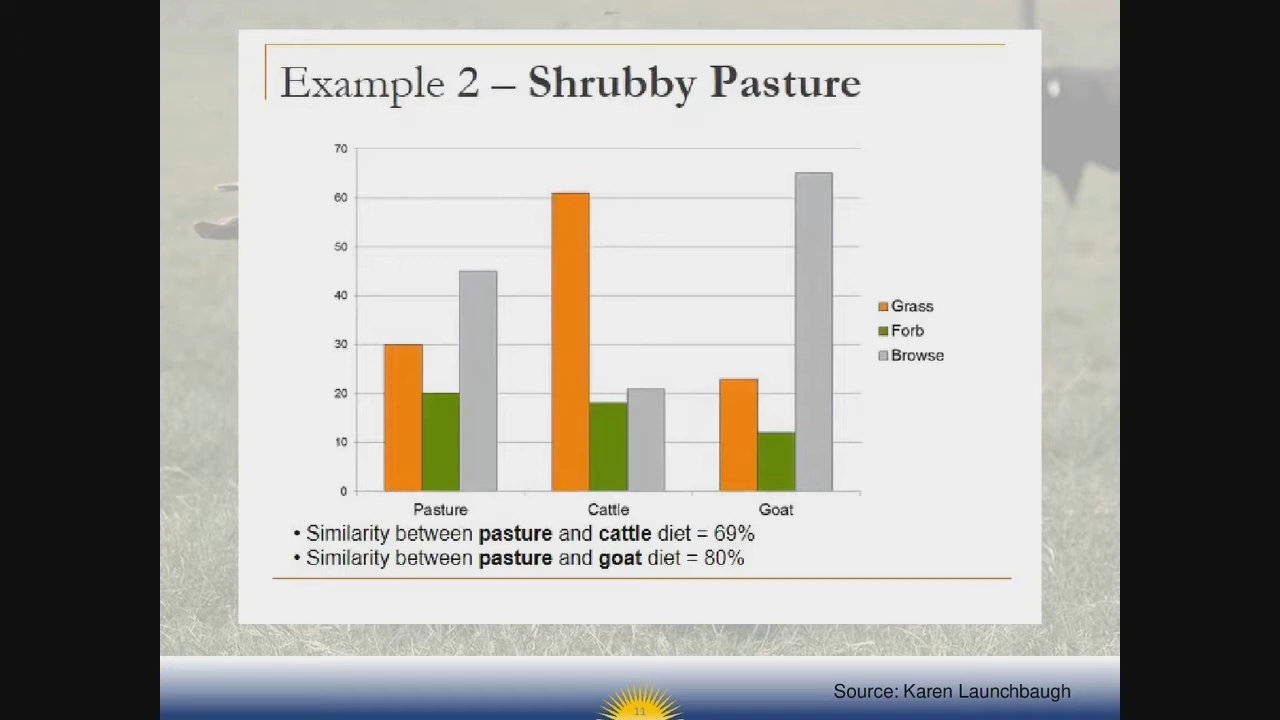 Example 2 – Shrubby Pasture
70
60
50
40
30
20
10
0
Pasture Cattle Goat
Grass
Forb
Browse
• Similarity between pasture and cattle diet = 69%
• Similarity between pasture and goat diet = 80%
Source: Karen Launchbaugh
11